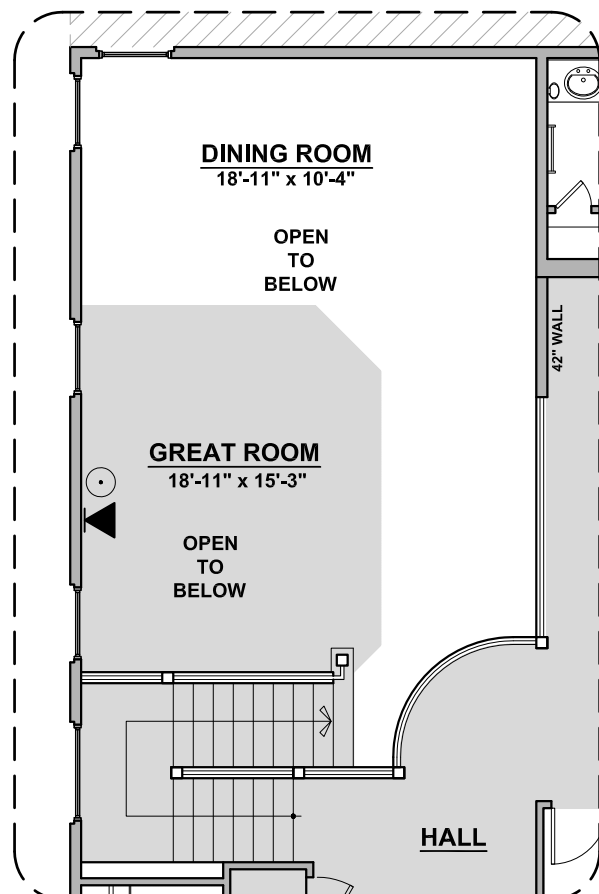 DINING ROOM
18'-11" x 10'-4"
OPEN
TO
BELOW
42" WALL
GREAT ROOM
18'-11" x 15'-3"
OPEN
TO
BELOW
HALL